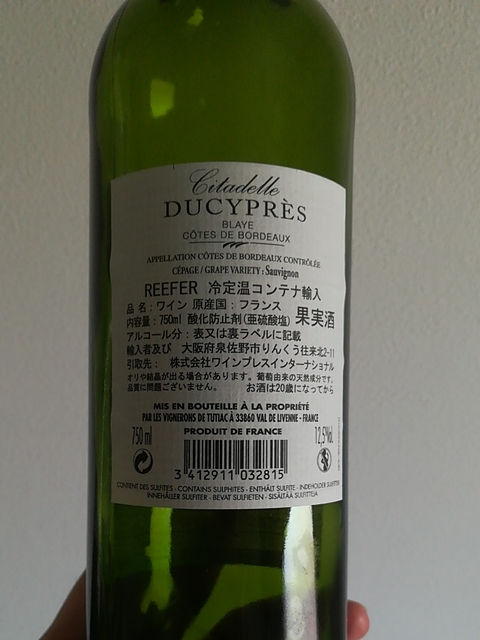 Citadelle
DUCYPRÈS
BLAYE
CÔTES DE BORDEAUX
APPELLATION CÔTES DE BORDEAUX CONTRÔLÉE
CÉPAGE / GRAPE VARIETY : Sauvignon
REEFER 冷定温コンテナ輸入
品 名 : ワイン 原産国 : フランス
内容量 : 750ml 酸化防止剤(亜硫酸塩) 果実酒
アルコール分 : 表又は裏ラベルに記載
輸入者及び 大阪府泉佐野市りんくう往来北2-11
引取先 : 株式会社ワインプレスインターナショナル
オリや結晶が出る場合があります。葡萄由来の天然成分です。
品質に問題ございません。 お酒は20歳になってから
MIS EN BOUTEILLE À LA PROPRIÉTÉ
PAR LES VIGNERONS DE TUTIAC À 33860 VAL DE LIVENNE - FRANCE
750 ml PRODUIT DE FRANCE 12,5%Vol.
3 412911 032815
CONTIENT DES SULFITES - CONTAINS SULPHITES - ENTHÄLT SULFITE - INDEHOLDER SULFITTER
INNEHÅLLER SULFITER - BEVAT SULFIETEN - SISÄLTÄÄ SULFIITTEJA